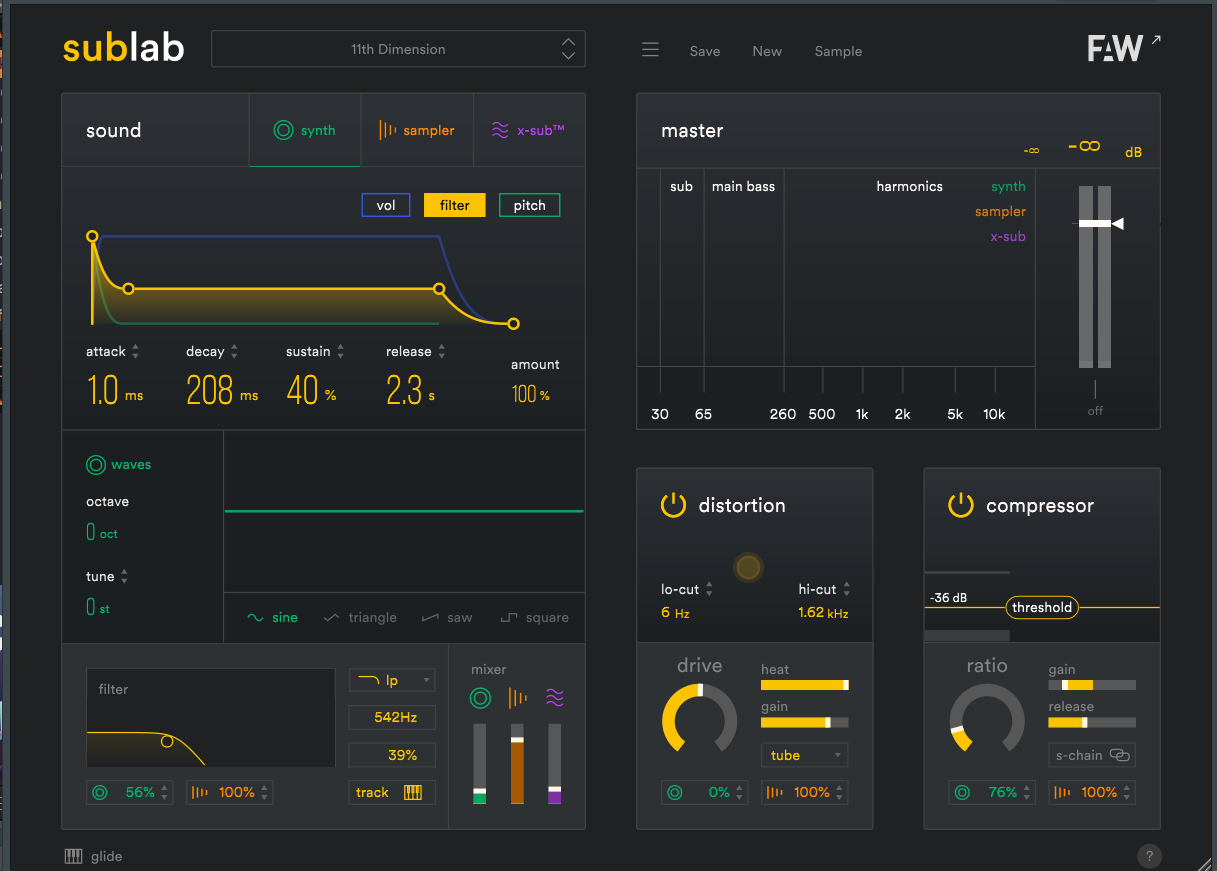 sublab
11th Dimension
Save New Sample
FAW
sound
synth
sampler
x-sub™
vol
filter
pitch
attack
decay
sustain
release
amount
1.0 ms
208 ms
40 %
2.3 s
100 %
waves
octave
0 oct
tune
0 st
sine
triangle
saw
square
filter
lp
542Hz
39%
track
56%
100%
mixer
master
-∞
-∞
dB
sub
main bass
harmonics
synth
sampler
x-sub
30 65 260 500 1k 2k 5k 10k
off
distortion
lo-cut
hi-cut
6 Hz
1.62 kHz
drive
heat
gain
tube
0%
100%
compressor
-36 dB
threshold
ratio
gain
release
s-chain
76%
100%
glide
?